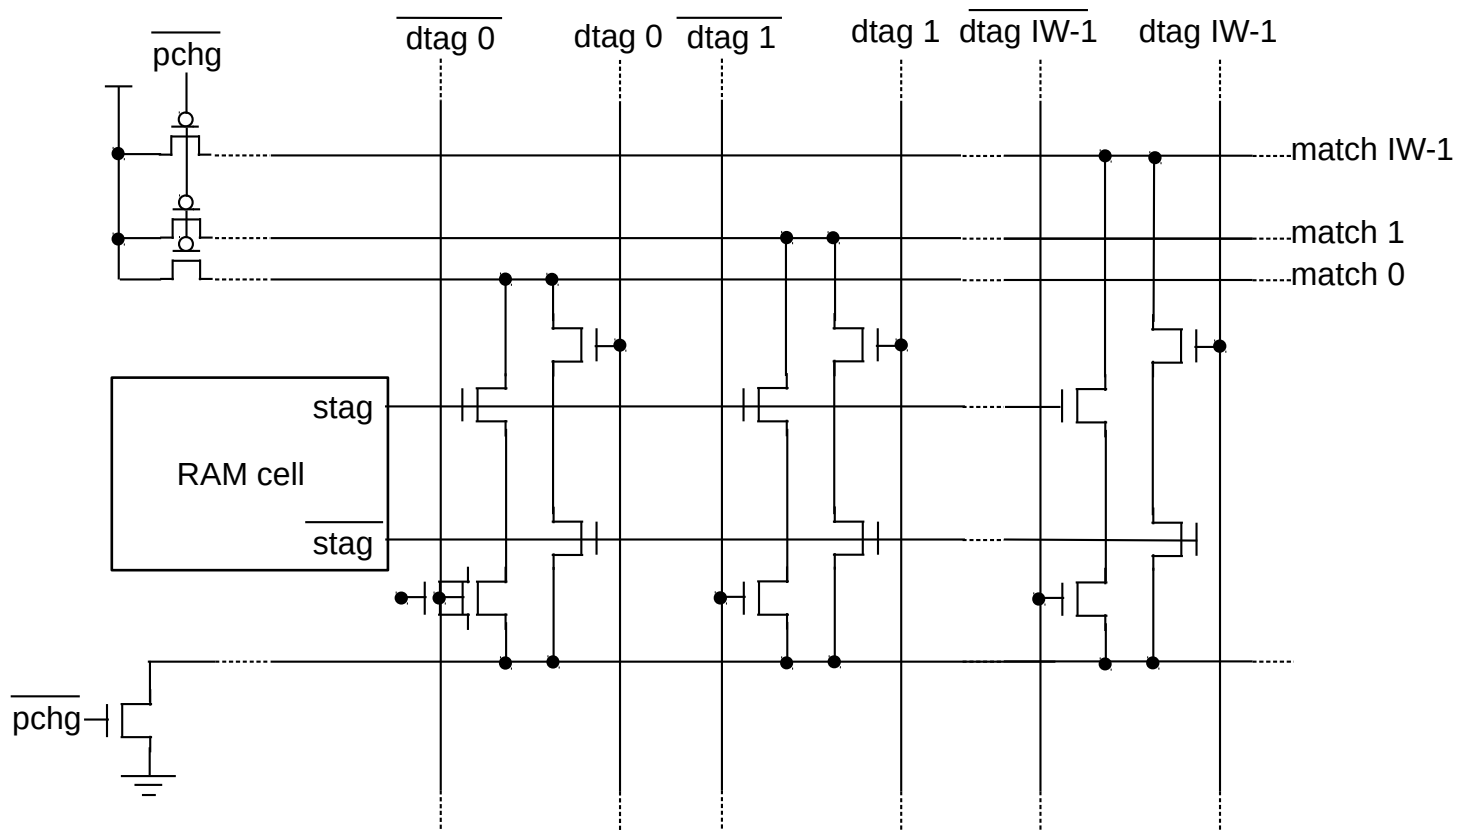 dtag 0 dtag 0 dtag 1 dtag 1 dtag IW-1 dtag IW-1
pchg
match IW-1
match 1
match 0
stag
RAM cell
stag
pchg